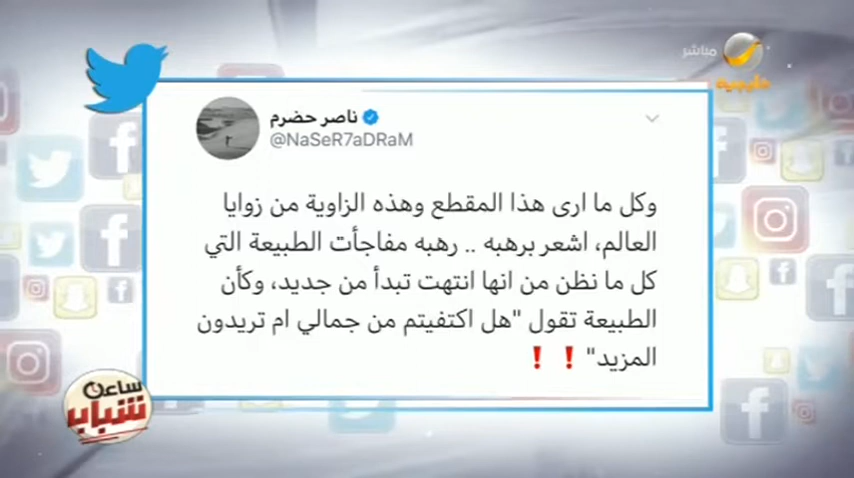 مباشر
خليجية
ناصر حضرم
@NaSeR7aDRaM
وكل ما ارى هذا المقطع وهذه الزاوية من زوايا
العالم، اشعر برهبه .. رهبه مفاجأت الطبيعة التي
كل ما نظن من انها انتهت تبدأ من جديد، وكأن
الطبيعة تقول "هل اكتفيتم من جمالي ام تريدون
المزيد" ❗❗
ساعة
شباب